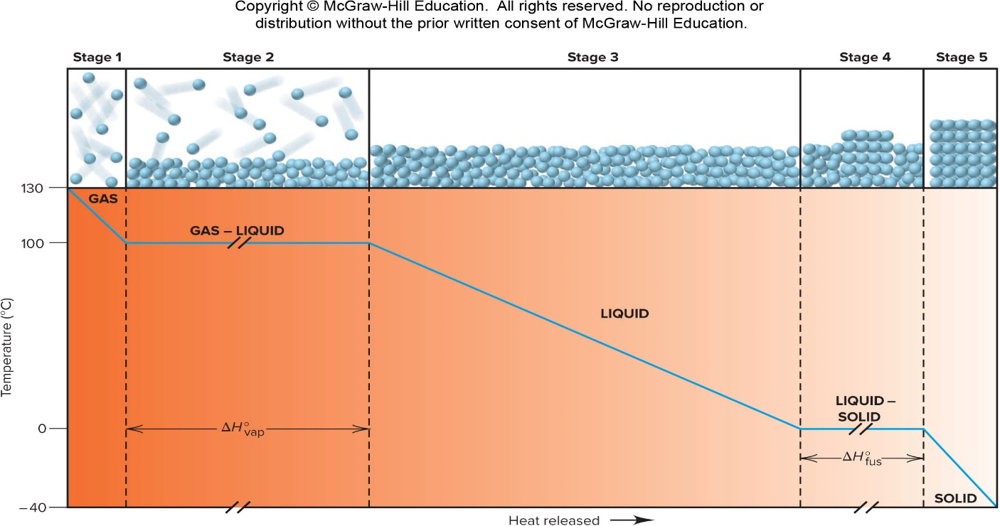 Copyright © McGraw-Hill Education.  All rights reserved. No reproduction or
distribution without the prior written consent of McGraw-Hill Education.
Stage 1
Stage 2
Stage 3
Stage 4
Stage 5
130
GAS
GAS – LIQUID
100
LIQUID
Temperature (°C)
LIQUID –
SOLID
0
ΔH°vap
ΔH°fus
SOLID
–40
Heat released